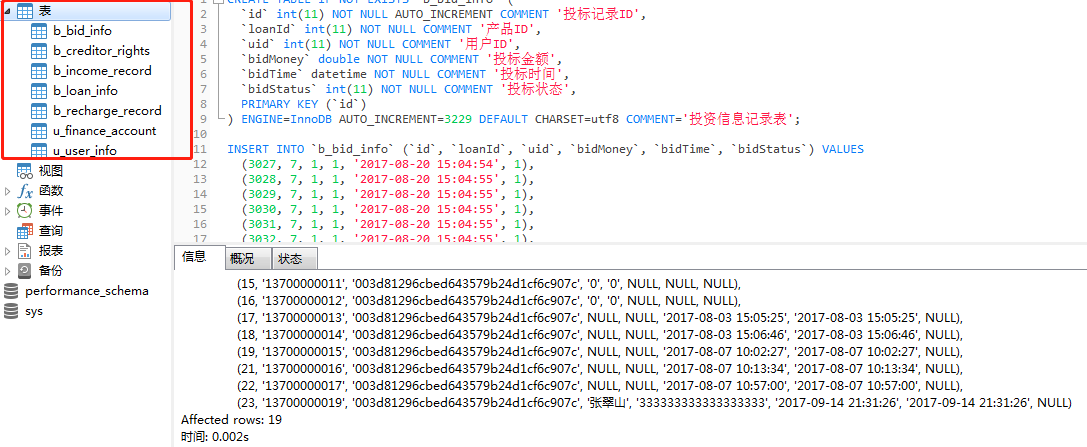 表
b_bid_info
b_creditor_rights
b_income_record
b_loan_info
b_recharge_record
u_finance_account
u_user_info
视图
函数
事件
查询
报表
备份
performance_schema
sys
1 CREATE TABLE IF NOT EXISTS `b_bid_info` (
2 `id` int(11) NOT NULL AUTO_INCREMENT COMMENT '投标记录ID',
3 `loanId` int(11) NOT NULL COMMENT '产品ID',
4 `uid` int(11) NOT NULL COMMENT '用户ID',
5 `bidMoney` double NOT NULL COMMENT '投标金额',
6 `bidTime` datetime NOT NULL COMMENT '投标时间',
7 `bidStatus` int(11) NOT NULL COMMENT '投标状态',
8 PRIMARY KEY (`id`)
9 ) ENGINE=InnoDB AUTO_INCREMENT=3229 DEFAULT CHARSET=utf8 COMMENT='投资信息记录表';
10
11 INSERT INTO `b_bid_info` (`id`, `loanId`, `uid`, `bidMoney`, `bidTime`, `bidStatus`) VALUES
12 (3027, 7, 1, 1, '2017-08-20 15:04:54', 1),
13 (3028, 7, 1, 1, '2017-08-20 15:04:55', 1),
14 (3029, 7, 1, 1, '2017-08-20 15:04:55', 1),
15 (3030, 7, 1, 1, '2017-08-20 15:04:55', 1),
16 (3031, 7, 1, 1, '2017-08-20 15:04:55', 1),
17 (3032, 7, 1, 1, '2017-08-20 15:04:55', 1),
信息 概况 状态
(15, '13700000011', '003d81296cbed643579b24d1cf6c907c', '0', '0', NULL, NULL, NULL),
(16, '13700000012', '003d81296cbed643579b24d1cf6c907c', '0', '0', NULL, NULL, NULL),
(17, '13700000013', '003d81296cbed643579b24d1cf6c907c', NULL, NULL, '2017-08-03 15:05:25', '2017-08-03 15:05:25', NULL),
(18, '13700000014', '003d81296cbed643579b24d1cf6c907c', NULL, NULL, '2017-08-03 15:06:46', '2017-08-03 15:06:46', NULL),
(19, '13700000015', '003d81296cbed643579b24d1cf6c907c', NULL, NULL, '2017-08-07 10:02:27', '2017-08-07 10:02:27', NULL),
(21, '13700000016', '003d81296cbed643579b24d1cf6c907c', NULL, NULL, '2017-08-07 10:13:34', '2017-08-07 10:13:34', NULL),
(22, '13700000017', '003d81296cbed643579b24d1cf6c907c', NULL, NULL, '2017-08-07 10:57:00', '2017-08-07 10:57:00', NULL),
(23, '13700000019', '003d81296cbed643579b24d1cf6c907c', '张翠山', '333333333333333333', '2017-09-14 21:31:26', '2017-09-14 21:31:26', NULL)
Affected rows: 19
时间: 0.002s